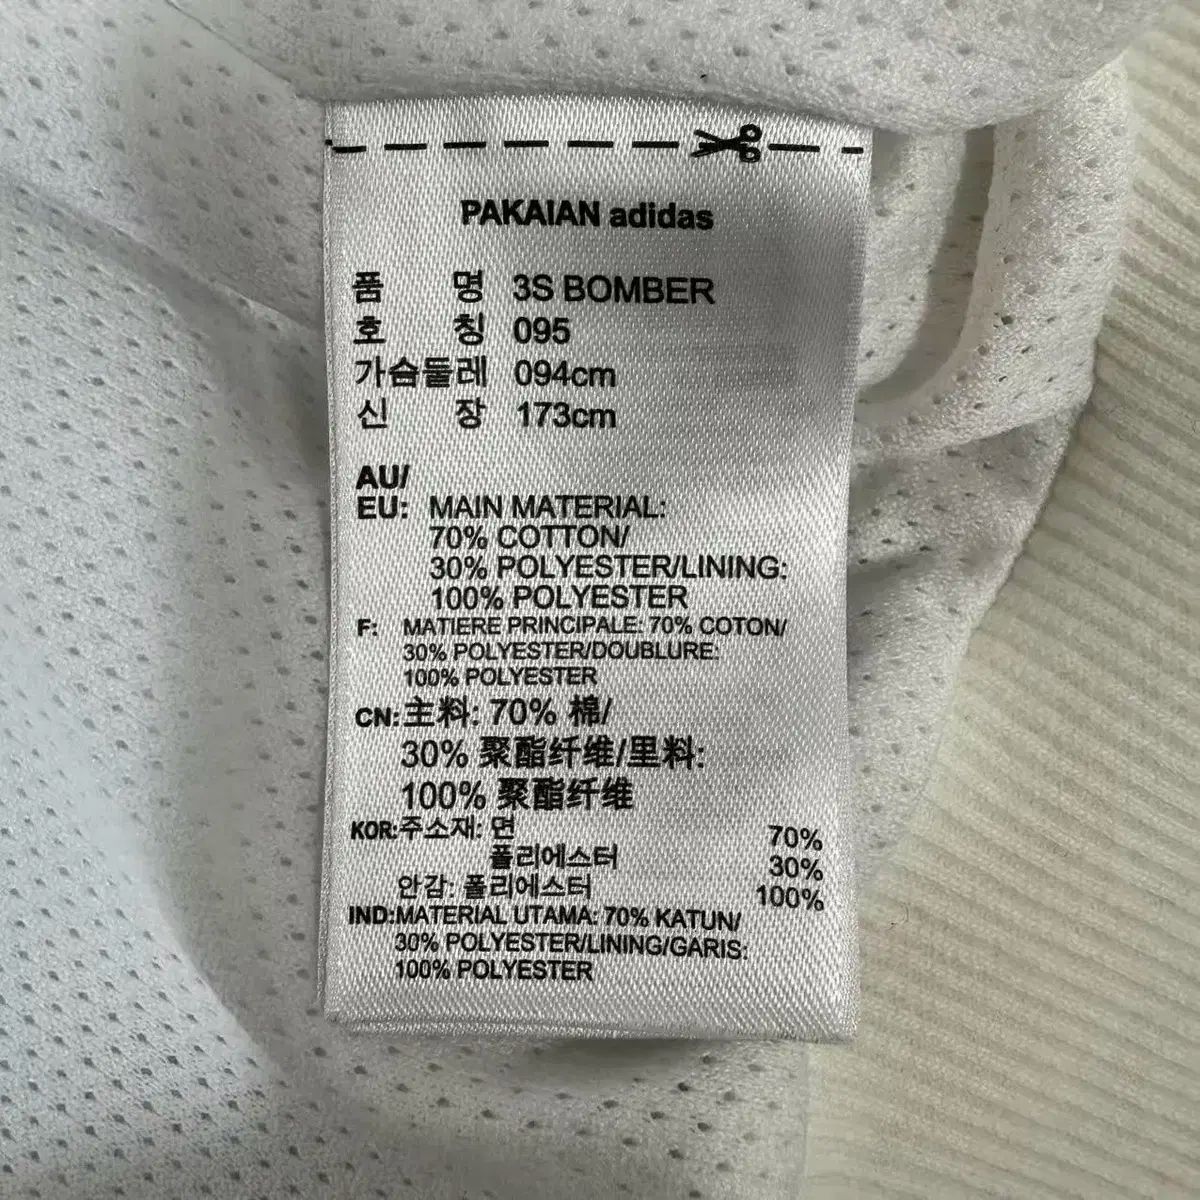 PAKAIAN adidas
품 명 3S BOMBER
호 칭 095
가슴둘레 094cm
신 장 173cm
AU/
EU: MAIN MATERIAL:
70% COTTON/
30% POLYESTER/LINING:
100% POLYESTER
F: MATIERE PRINCIPALE: 70% COTON/
30% POLYESTER/DOUBLURE:
100% POLYESTER
CN:主料: 70% 棉/
30% 聚酯纤维/里料:
100% 聚酯纤维
KOR:주소재: 면 70%
폴리에스터 30%
안감: 폴리에스터 100%
IND:MATERIAL UTAMA: 70% KATUN/
30% POLYESTER/LINING/GARIS:
100% POLYESTER